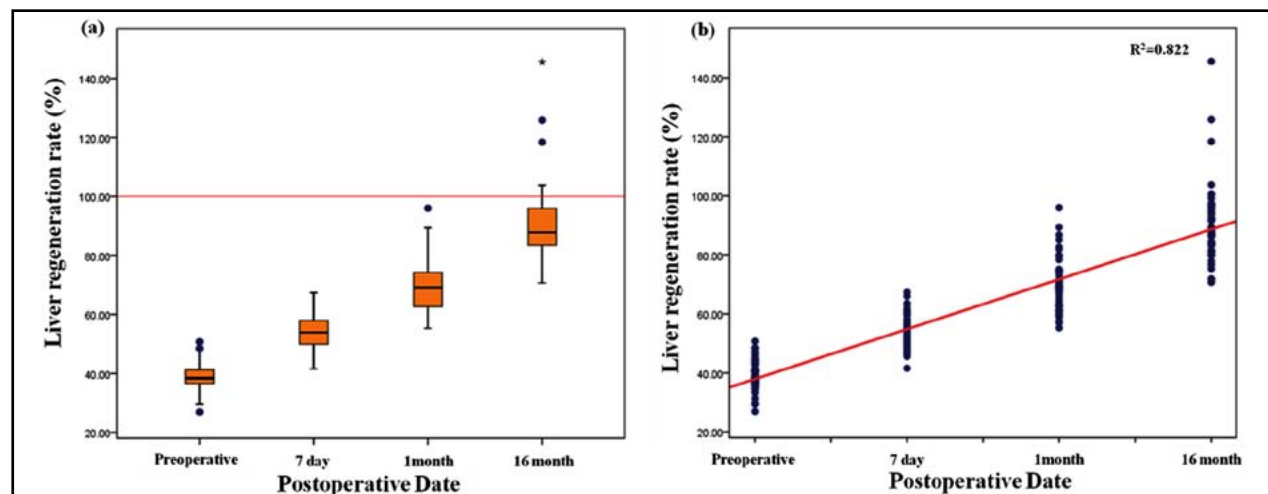 (a)
Liver regeneration rate (%)
140.00
120.00
100.00
80.00
60.00
40.00
20.00
*
Preoperative 7 day 1month 16 month
Postoperative Date
(b)
R²=0.822
Liver regeneration rate (%)
140.00
120.00
100.00
80.00
60.00
40.00
20.00
Preoperative 7 day 1month 16 month
Postoperative Date